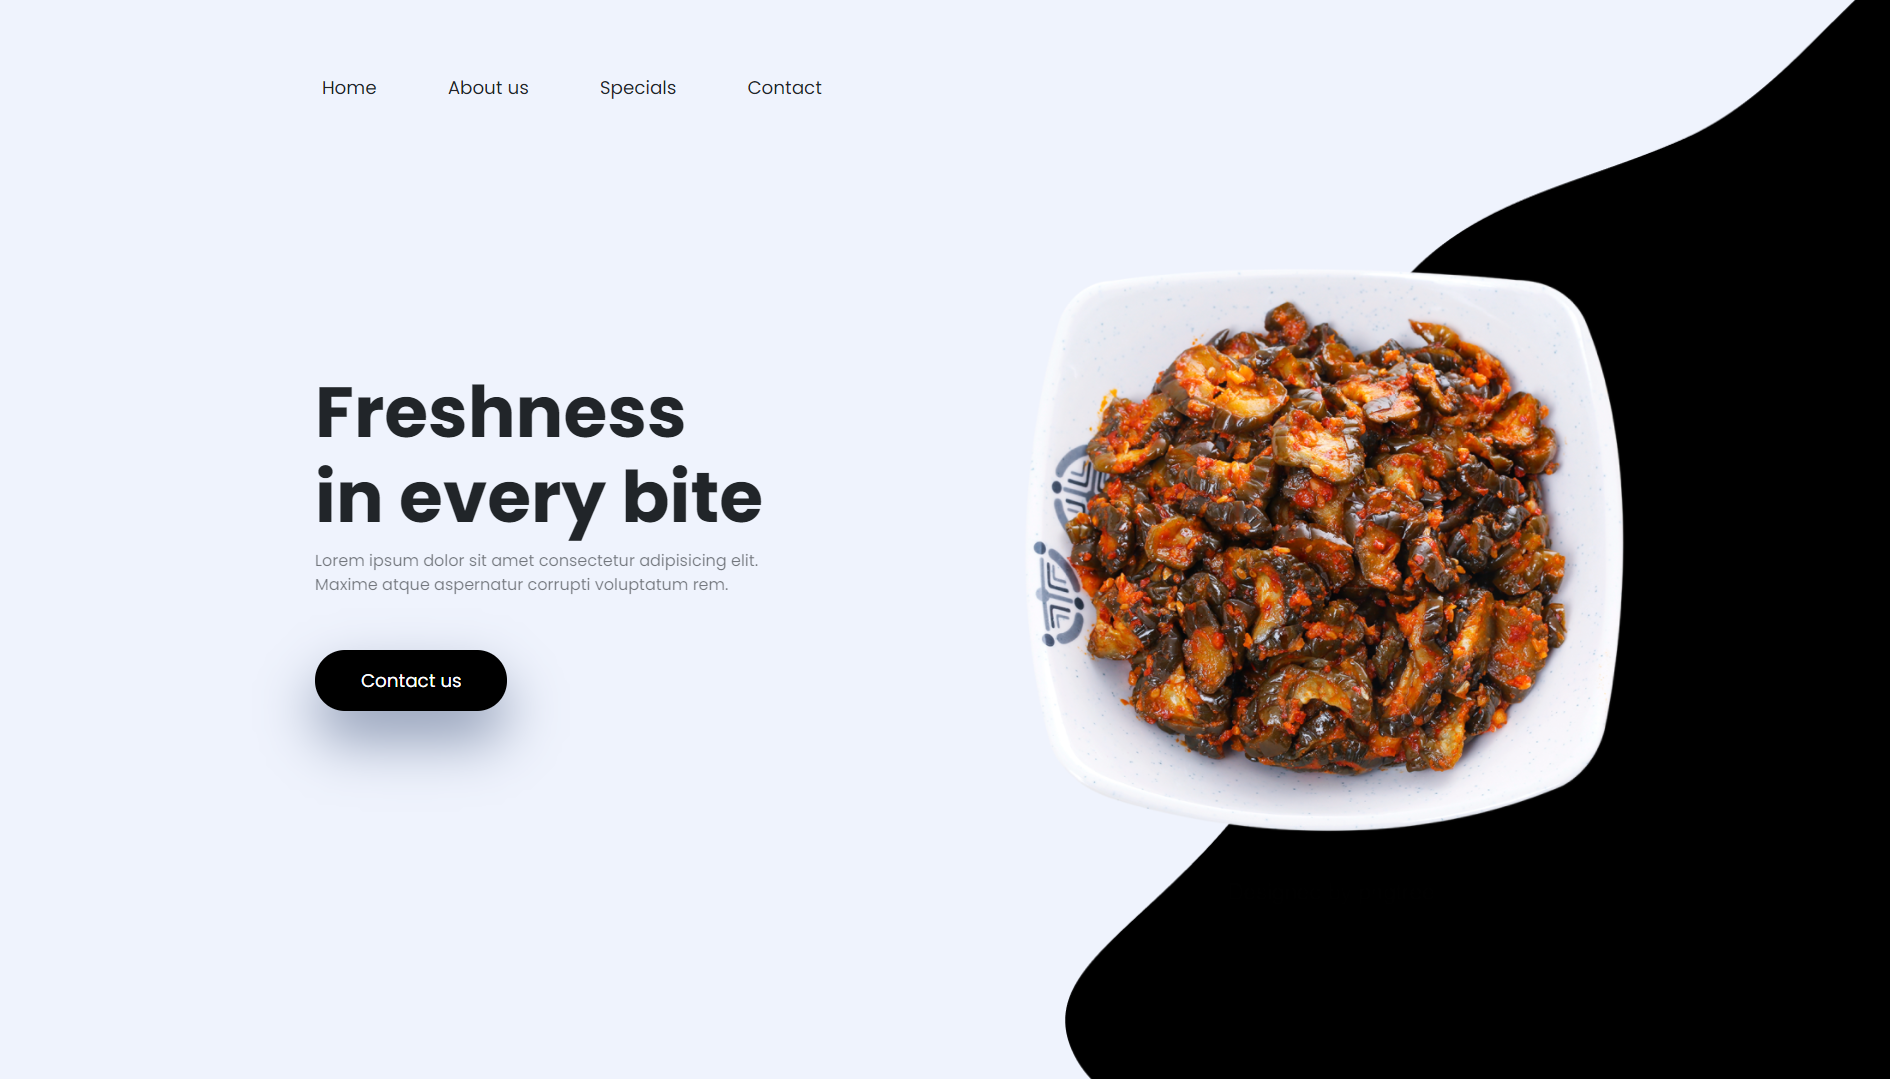 Home About us Specials Contact
Freshness
in every bite
Lorem ipsum dolor sit amet consectetur adipisicing elit.
Maxime atque aspernatur corrupti voluptatum rem.
Contact us